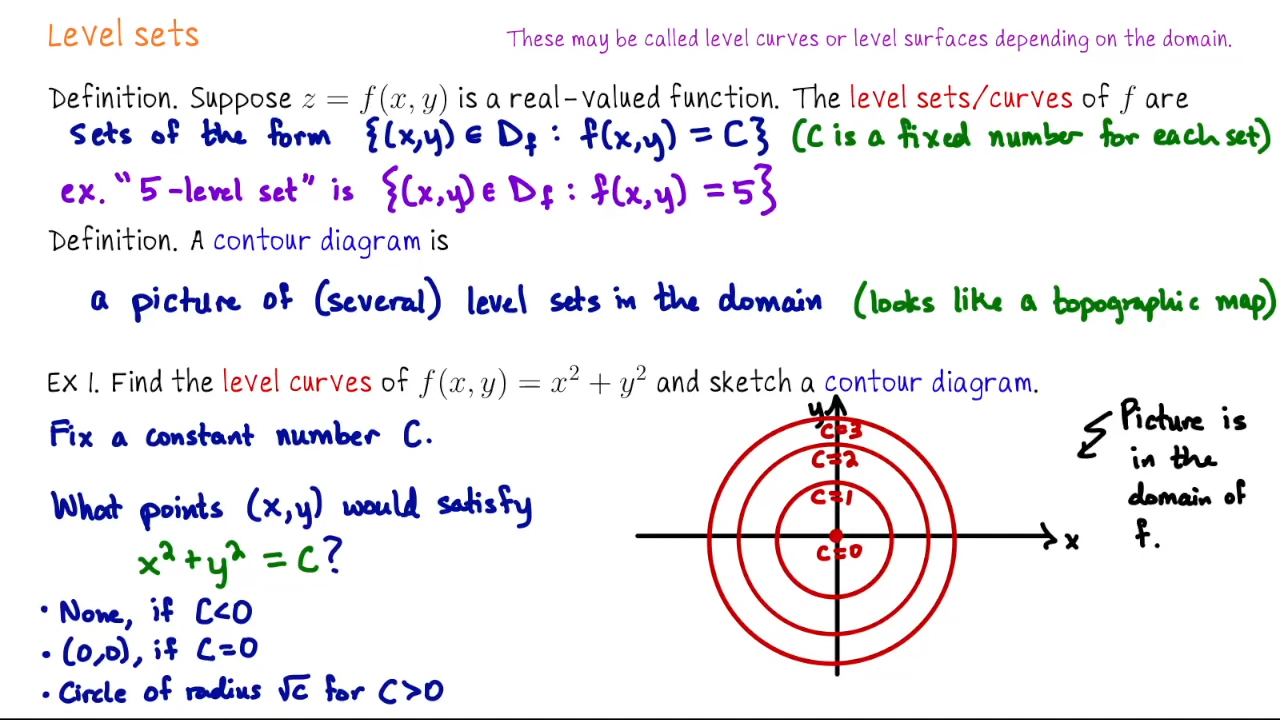 Level sets
These may be called level curves or level surfaces depending on the domain.
Definition. Suppose z = f(x, y) is a real-valued function. The level sets/curves of f are
sets of the form {(x,y) ∈ D_f : f(x,y) = C} (C is a fixed number for each set)
ex. "5-level set" is {(x,y) ∈ D_f : f(x,y) = 5}
Definition. A contour diagram is
a picture of (several) level sets in the domain (looks like a topographic map)
EX 1. Find the level curves of f(x, y) = x² + y² and sketch a contour diagram.
Fix a constant number C.
What points (x,y) would satisfy
x² + y² = C?
• None, if C<0
• (0,0), if C=0
• Circle of radius √C for C>0
y
C=3
C=2
C=1
C=0
x
Picture is
in the
domain of
f.